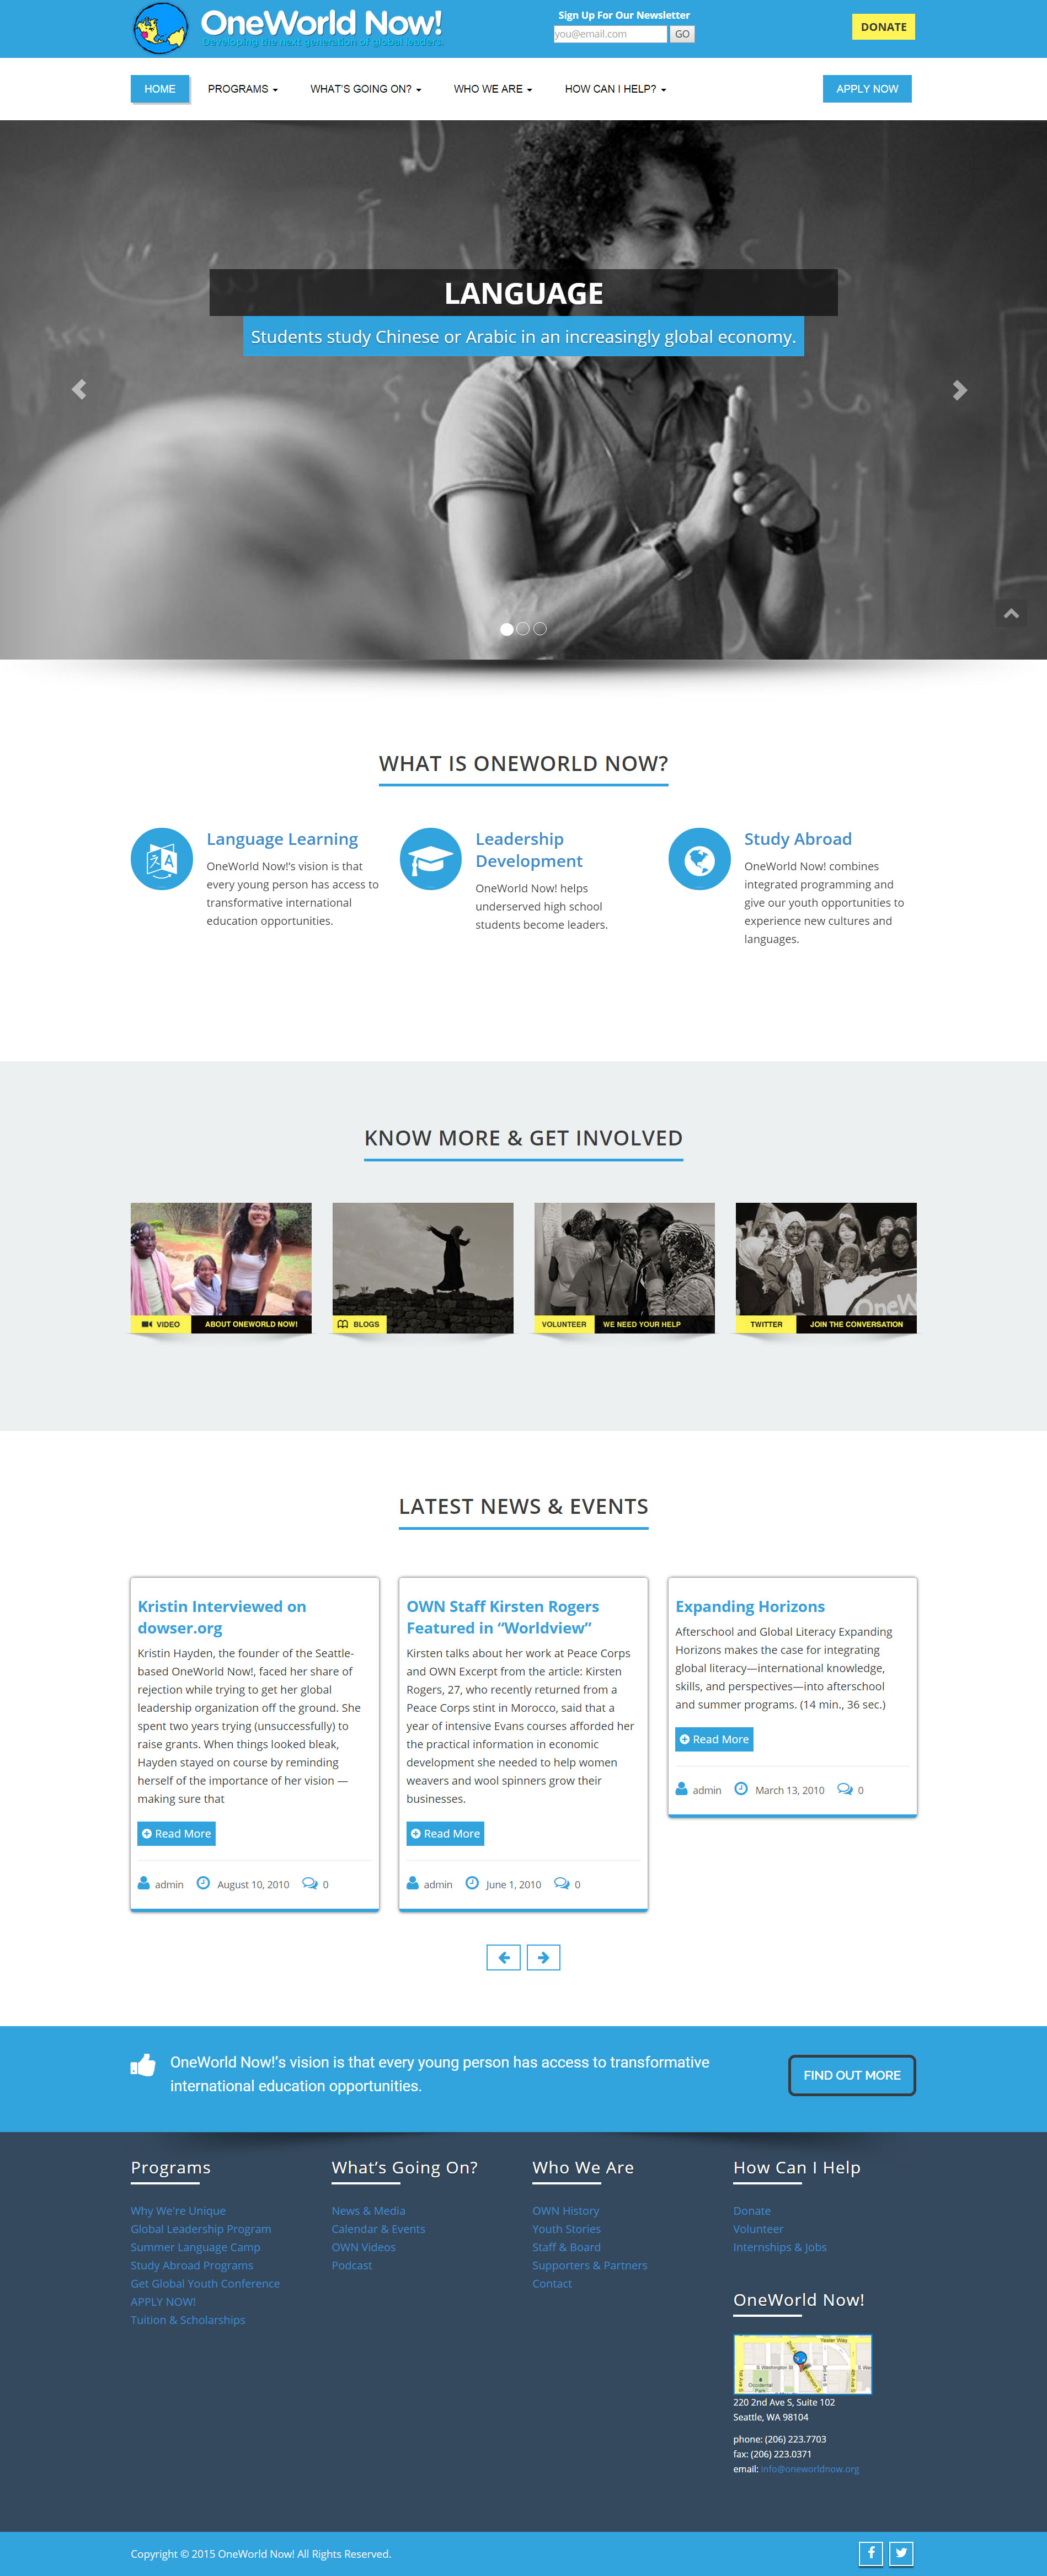 OneWorld Now!
Developing the next generation of global leaders.
Sign Up For Our Newsletter
you@email.com GO
DONATE
HOME PROGRAMS WHAT'S GOING ON? WHO WE ARE HOW CAN I HELP? APPLY NOW
LANGUAGE
Students study Chinese or Arabic in an increasingly global economy.
WHAT IS ONEWORLD NOW?
Language Learning
OneWorld Now!'s vision is that
every young person has access to
transformative international
education opportunities.
Leadership
Development
OneWorld Now! helps
underserved high school
students become leaders.
Study Abroad
OneWorld Now! combines
integrated programming and
give our youth opportunities to
experience new cultures and
languages.
KNOW MORE & GET INVOLVED
VIDEO ABOUT ONEWORLD NOW!
BLOGS
VOLUNTEER WE NEED YOUR HELP
OneW
TWITTER JOIN THE CONVERSATION
LATEST NEWS & EVENTS
Kristin Interviewed on
dowser.org
Kristin Hayden, the founder of the Seattle-
based OneWorld Now!, faced her share of
rejection while trying to get her global
leadership organization off the ground. She
spent two years trying (unsuccessfully) to
raise grants. When things looked bleak,
Hayden stayed on course by reminding
herself of the importance of her vision —
making sure that
Read More
admin August 10, 2010 0
OWN Staff Kirsten Rogers
Featured in “Worldview”
Kirsten talks about her work at Peace Corps
and OWN Excerpt from the article: Kirsten
Rogers, 27, who recently returned from a
Peace Corps stint in Morocco, said that a
year of intensive Evans courses afforded her
the practical information in economic
development she needed to help women
weavers and wool spinners grow their
businesses.
Read More
admin June 1, 2010 0
Expanding Horizons
Afterschool and Global Literacy Expanding
Horizons makes the case for integrating
global literacy—international knowledge,
skills, and perspectives—into afterschool
and summer programs. (14 min., 36 sec.)
Read More
admin March 13, 2010 0
OneWorld Now!'s vision is that every young person has access to transformative
international education opportunities.
FIND OUT MORE
Programs
Why We're Unique
Global Leadership Program
Summer Language Camp
Study Abroad Programs
Get Global Youth Conference
APPLY NOW!
Tuition & Scholarships
What's Going On?
News & Media
Calendar & Events
OWN Videos
Podcast
Who We Are
OWN History
Youth Stories
Staff & Board
Supporters & Partners
Contact
How Can I Help
Donate
Volunteer
Internships & Jobs
OneWorld Now!
Yesler Way
S Washington St
Occidental
Park
220 2nd Ave S, Suite 102
Seattle, WA 98104
phone: (206) 223.7703
fax: (206) 223.0371
email: info@oneworldnow.org
Copyright © 2015 OneWorld Now! All Rights Reserved.